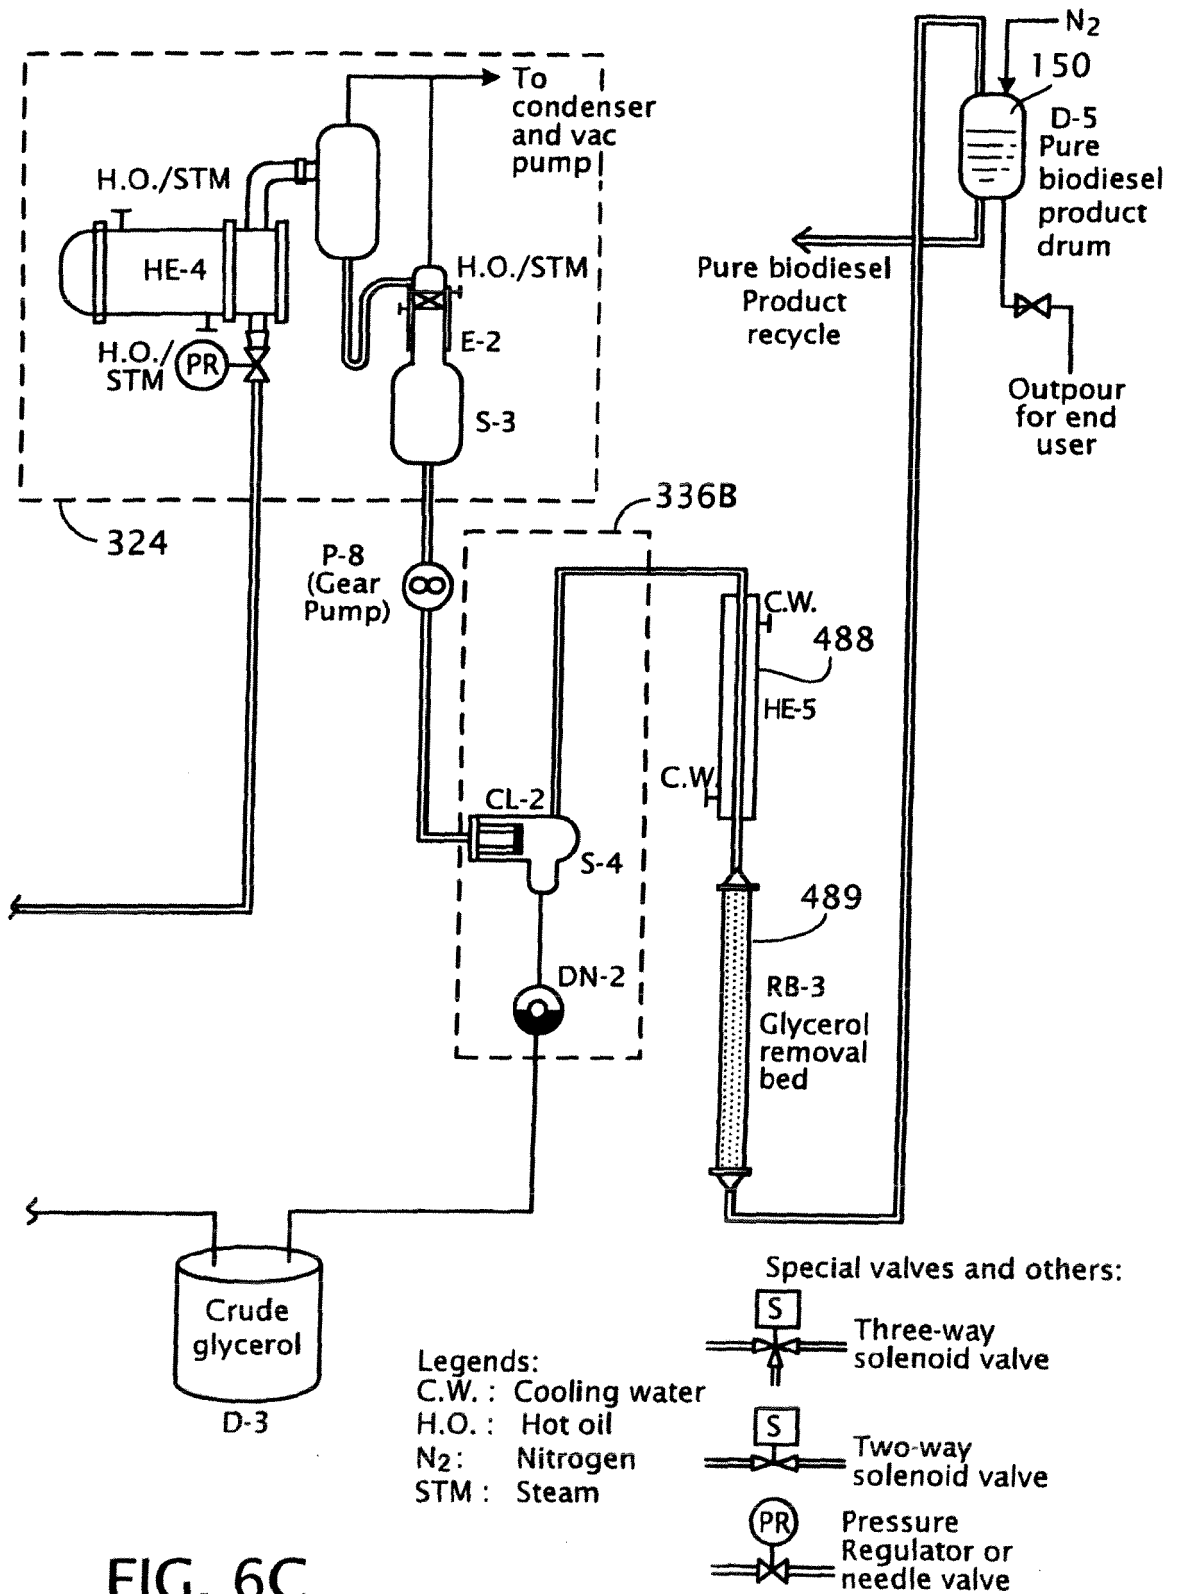 N2
150
To
condenser
and vac
pump
D-5
Pure
biodiesel
product
drum
H.O./STM
HE-4
H.O./STM
Pure biodiesel
Product
recycle
E-2
H.O./
STM
PR
S-3
Outpour
for end
user
336B
324
P-8
(Gear
Pump)
C.W.
488
HE-5
C.W.
CL-2
S-4
489
DN-2
RB-3
Glycerol
removal
bed
Crude
glycerol
D-3
Special valves and others:
S
Three-way
solenoid valve
Legends:
C.W. : Cooling water
H.O. : Hot oil
N2 : Nitrogen
STM : Steam
S
Two-way
solenoid valve
PR
Pressure
Regulator or
needle valve
FIG. 6C